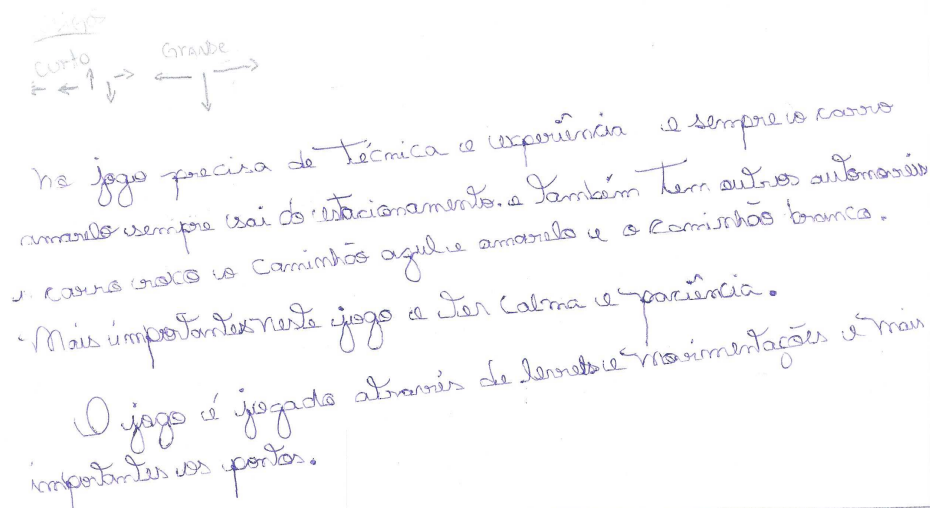 Curto Grande
no jogo precisa de Técnica e experiência e sempre o carro
amarelo sempre sai do estacionamento. e Também Tem outros automovéis
carro roxo o Caminhão azul e amarelo e o Caminhão branco.
Mais importantes neste jogo e Ter Calma e paciência.
O jogo é jogado através de e movimentações e mais
importantes os pontos.